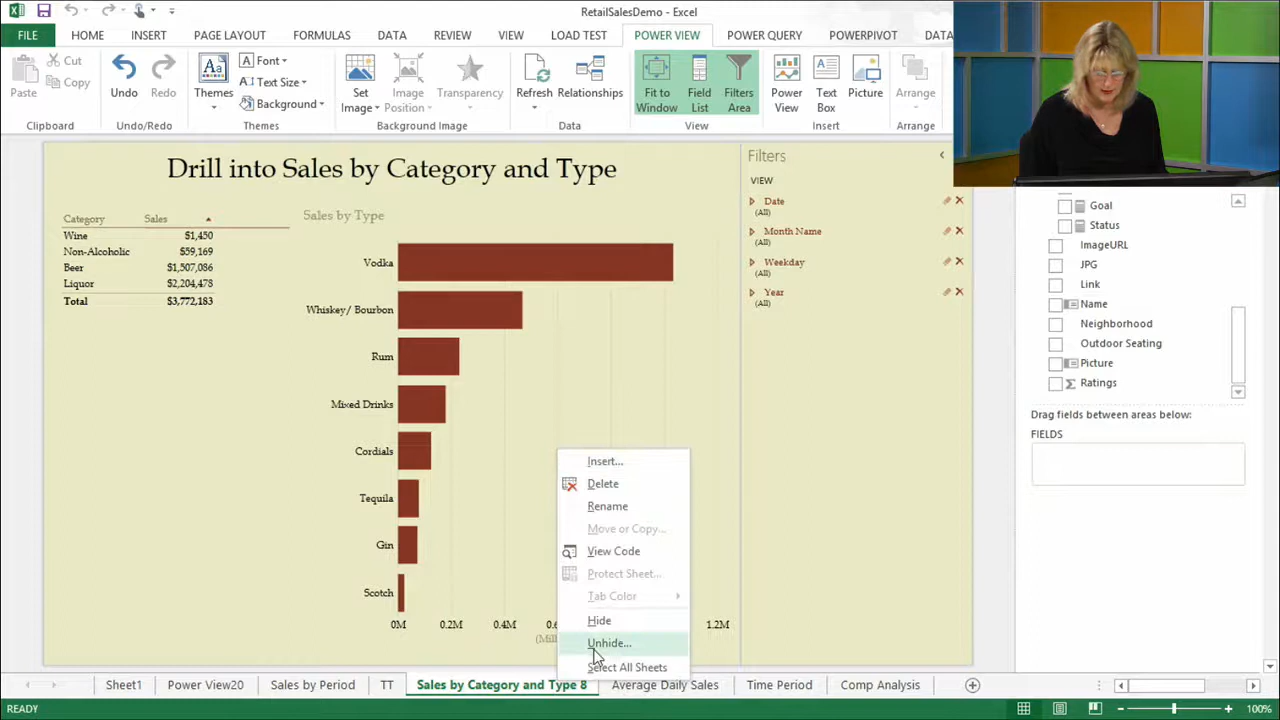 RetailSalesDemo - Excel
FILE HOME INSERT PAGE LAYOUT FORMULAS DATA REVIEW VIEW LOAD TEST POWER VIEW POWER QUERY POWERPIVOT DATA
Cut
Copy
Paste
Clipboard
Undo Redo
Undo/Redo
Themes
Font
Text Size
Background
Themes
Set Image
Image Position
Transparency
Background Image
Refresh
Relationships
Data
Fit to Window
Field List
Filters Area
View
Power View
Text Box
Picture
Insert
Arrange
Arrange
Drill into Sales by Category and Type
Category Sales
Wine $1,450
Non-Alcoholic $59,169
Beer $1,507,086
Liquor $2,204,478
Total $3,772,183
Sales by Type
Vodka
Whiskey/ Bourbon
Rum
Mixed Drinks
Cordials
Tequila
Gin
Scotch
0M 0.2M 0.4M 1.2M
Insert...
Delete
Rename
Move or Copy...
View Code
Protect Sheet...
Tab Color
Hide
Unhide...
Select All Sheets
Filters
VIEW
Date
(All)
Month Name
(All)
Weekday
(All)
Year
(All)
Goal
Status
ImageURL
JPG
Link
Name
Neighborhood
Outdoor Seating
Picture
Ratings
Drag fields between areas below:
FIELDS
Sheet1 Power View20 Sales by Period TT Sales by Category and Type 8 Average Daily Sales Time Period Comp Analysis
READY
100%